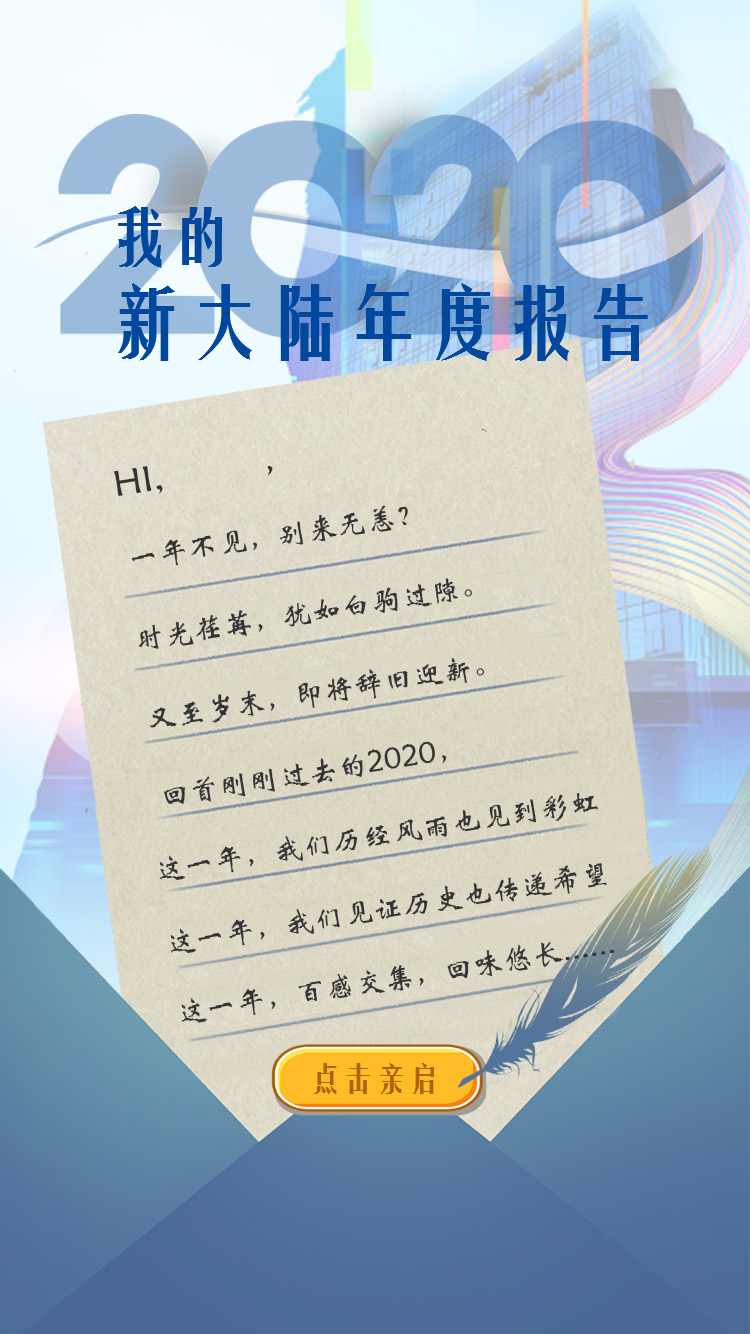 2020
我的
新大陆年度报告
HI,        ，
一年不见，别来无恙？
时光荏苒，犹如白驹过隙。
又至岁末，即将辞旧迎新。
回首刚刚过去的2020，
这一年，我们历经风雨也见到彩虹
这一年，我们见证历史也传递希望
这一年，百感交集，回味悠长……
点击亲启